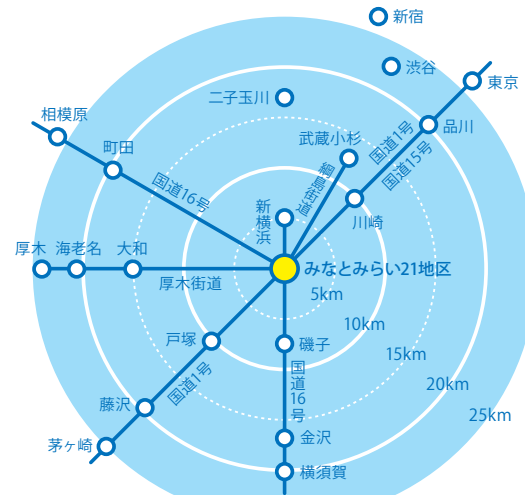 新宿
渋谷
東京
二子玉川
相模原
品川
武蔵小杉
国道1号
国道15号
町田
綱島街道
国道16号
新横浜
川崎
厚木
海老名
大和
みなとみらい21地区
厚木街道
5km
10km
戸塚
磯子
15km
国道1号
国道16号
20km
藤沢
25km
金沢
茅ヶ崎
横須賀